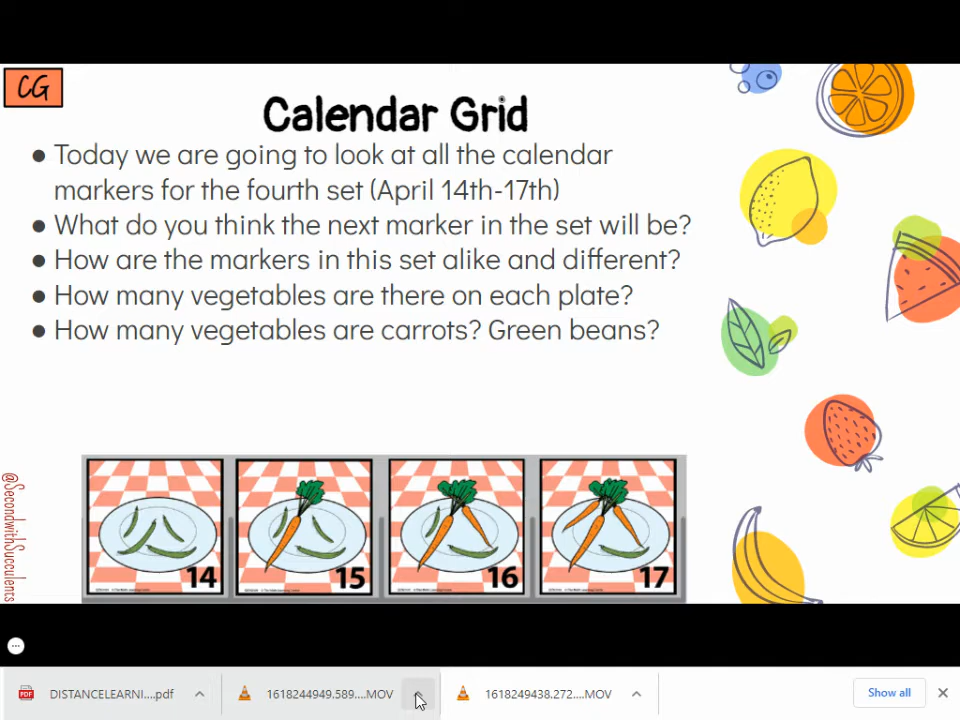 CG
Calendar Grid
● Today we are going to look at all the calendar
markers for the fourth set (April 14th-17th)
● What do you think the next marker in the set will be?
● How are the markers in this set alike and different?
● How many vegetables are there on each plate?
● How many vegetables are carrots? Green beans?
@SecondwithSucculents
14
15
16
17
DISTANCELEARNI....pdf
1618244949.589....MOV
1618249438.272....MOV
Show all
PDF